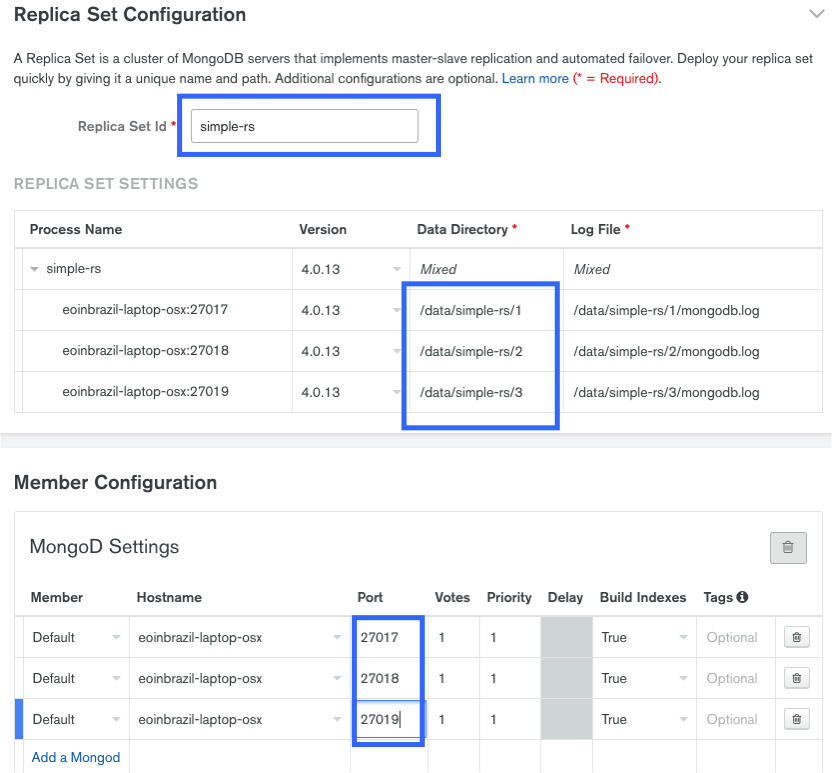 Replica Set Configuration
A Replica Set is a cluster of MongoDB servers that implements master-slave replication and automated failover. Deploy your replica set
quickly by giving it a unique name and path. Additional configurations are optional. Learn more (* = Required).
Replica Set Id * simple-rs
REPLICA SET SETTINGS
Process Name Version Data Directory * Log File *
simple-rs 4.0.13 Mixed Mixed
eoinbrazil-laptop-osx:27017 4.0.13 /data/simple-rs/1 /data/simple-rs/1/mongodb.log
eoinbrazil-laptop-osx:27018 4.0.13 /data/simple-rs/2 /data/simple-rs/2/mongodb.log
eoinbrazil-laptop-osx:27019 4.0.13 /data/simple-rs/3 /data/simple-rs/3/mongodb.log
Member Configuration
MongoD Settings
Member Hostname Port Votes Priority Delay Build Indexes Tags
Default eoinbrazil-laptop-osx 27017 1 1 True Optional
Default eoinbrazil-laptop-osx 27018 1 1 True Optional
Default eoinbrazil-laptop-osx 27019 1 1 True Optional
Add a Mongod